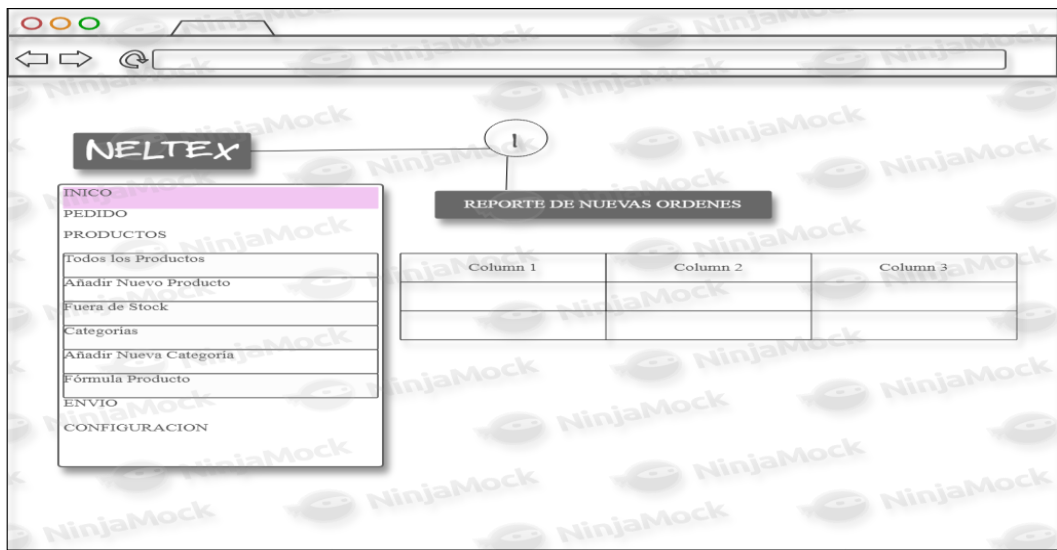 NELTEX
1
REPORTE DE NUEVAS ORDENES
INICO
PEDIDO
PRODUCTOS
Todos los Productos
Añadir Nuevo Producto
Fuera de Stock
Categorias
Añadir Nueva Categoria
Fórmula Producto
ENVIO
CONFIGURACION
Column 1 Column 2 Column 3
NinjaMock